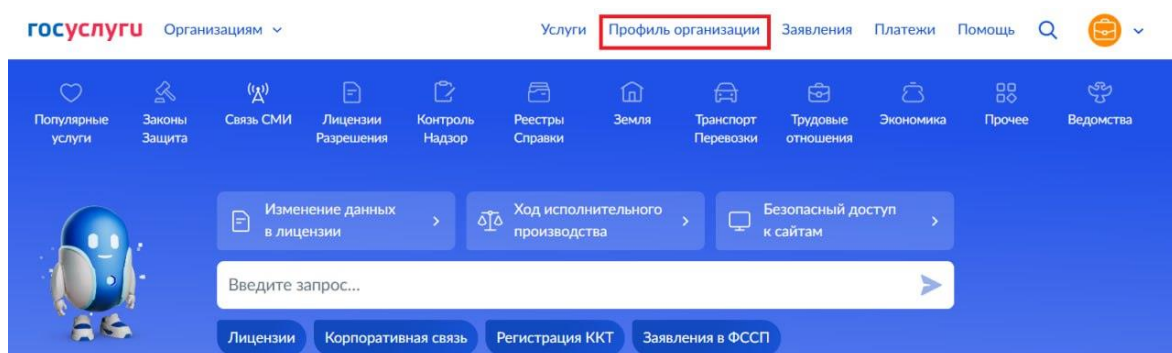 госуслуги Организациям Услуги Профиль организации Заявления Платежи Помощь
Популярные услуги
Законы Защита
Связь СМИ
Лицензии Разрешения
Контроль Надзор
Реестры Справки
Земля
Транспорт Перевозки
Трудовые отношения
Экономика
Прочее
Ведомства
Изменение данных
в лицензии
Ход исполнительного
производства
Безопасный доступ
к сайтам
Введите запрос...
Лицензии Корпоративная связь Регистрация ККТ Заявления в ФССП